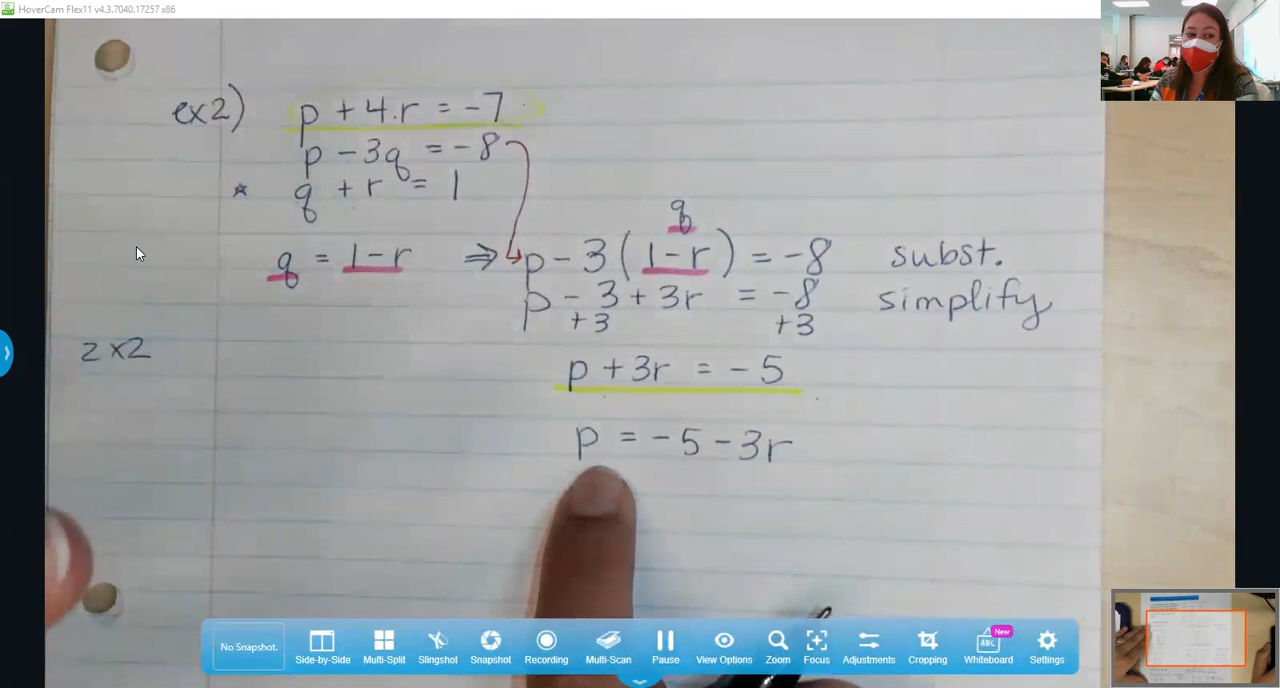 HoverCam Flex11 v4.3.7040.17257 x86
ex2) p + 4r = -7
p - 3q = -8
* q + r = 1
q
q = 1 - r ⇒ p - 3(1 - r) = -8 subst.
p - 3 + 3r = -8 simplify
+3 +3
2x2
p + 3r = -5
p = -5 - 3r
No Snapshot. Side-by-Side Multi-Split Slingshot Snapshot Recording Multi-Scan Pause View Options Zoom Focus Adjustments Cropping ABC New Whiteboard Settings